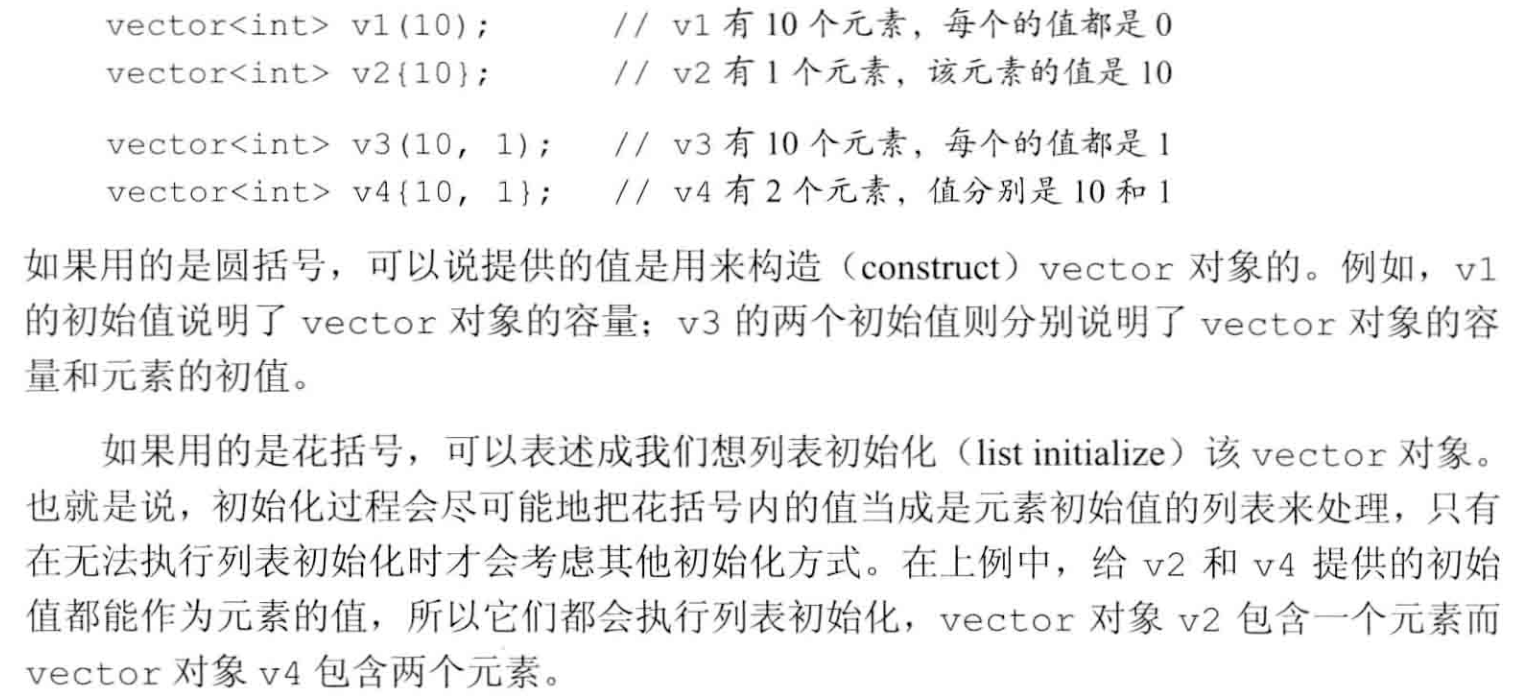 vector<int> v1(10); // v1 有 10 个元素，每个的值都是 0
vector<int> v2{10}; // v2 有 1 个元素，该元素的值是 10
vector<int> v3(10, 1); // v3 有 10 个元素，每个的值都是 1
vector<int> v4{10, 1}; // v4 有 2 个元素，值分别是 10 和 1
如果用的是圆括号，可以说提供的值是用来构造（construct）vector 对象的。例如，v1
的初始值说明了 vector 对象的容量；v3 的两个初始值则分别说明了 vector 对象的容
量和元素的初值。
如果用的是花括号，可以表述成我们想列表初始化（list initialize）该 vector 对象。
也就是说，初始化过程会尽可能地把花括号内的值当成是元素初始值的列表来处理，只有
在无法执行列表初始化时才会考虑其他初始化方式。在上例中，给 v2 和 v4 提供的初始
值都能作为元素的值，所以它们都会执行列表初始化，vector 对象 v2 包含一个元素而
vector 对象 v4 包含两个元素。